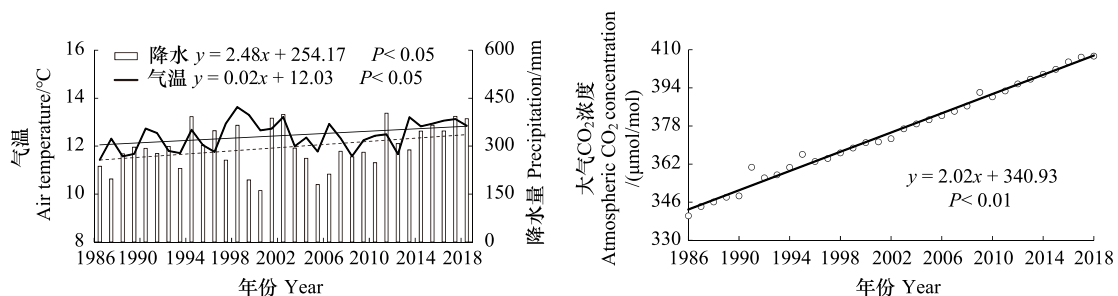 降水 y = 2.48x + 254.17 P< 0.05
气温 y = 0.02x + 12.03 P< 0.05
16
14
12
10
8
气温
Air temperature/°C
600
450
300
150
0
降水量 Precipitation/mm
1986 1990 1994 1998 2002 2006 2010 2014 2018
年份 Year
410
394
378
362
346
330
大气CO₂浓度
Atmospheric CO₂ concentration
/(μmol/mol)
y = 2.02x + 340.93
P< 0.01
1986 1990 1994 1998 2002 2006 2010 2014 2018
年份 Year